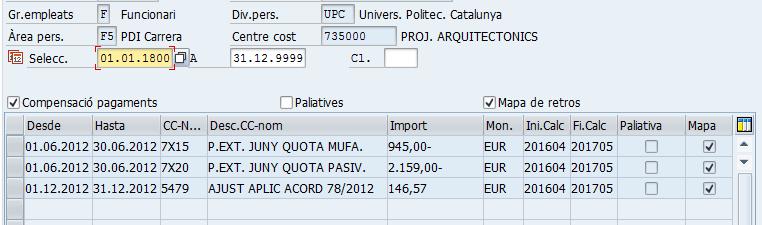 Gr.empleats F Funcionari Div.pers. UPC Univers. Politec. Catalunya
Àrea pers. F5 PDI Carrera Centre cost 735000 PROJ. ARQUITECTONICS
Selecc. 01.01.1800 A 31.12.9999 Cl.
Compensació pagaments Paliatives Mapa de retros
Desde Hasta CC-N... Desc.CC-nom Import Mon. Ini.Calc Fi.Calc Paliativa Mapa
01.06.2012 30.06.2012 7X15 P.EXT. JUNY QUOTA MUFA. 945,00- EUR 201604 201705
01.06.2012 30.06.2012 7X20 P.EXT. JUNY QUOTA PASIV. 2.159,00- EUR 201604 201705
01.12.2012 31.12.2012 5479 AJUST APLIC ACORD 78/2012 146,57 EUR 201604 201705